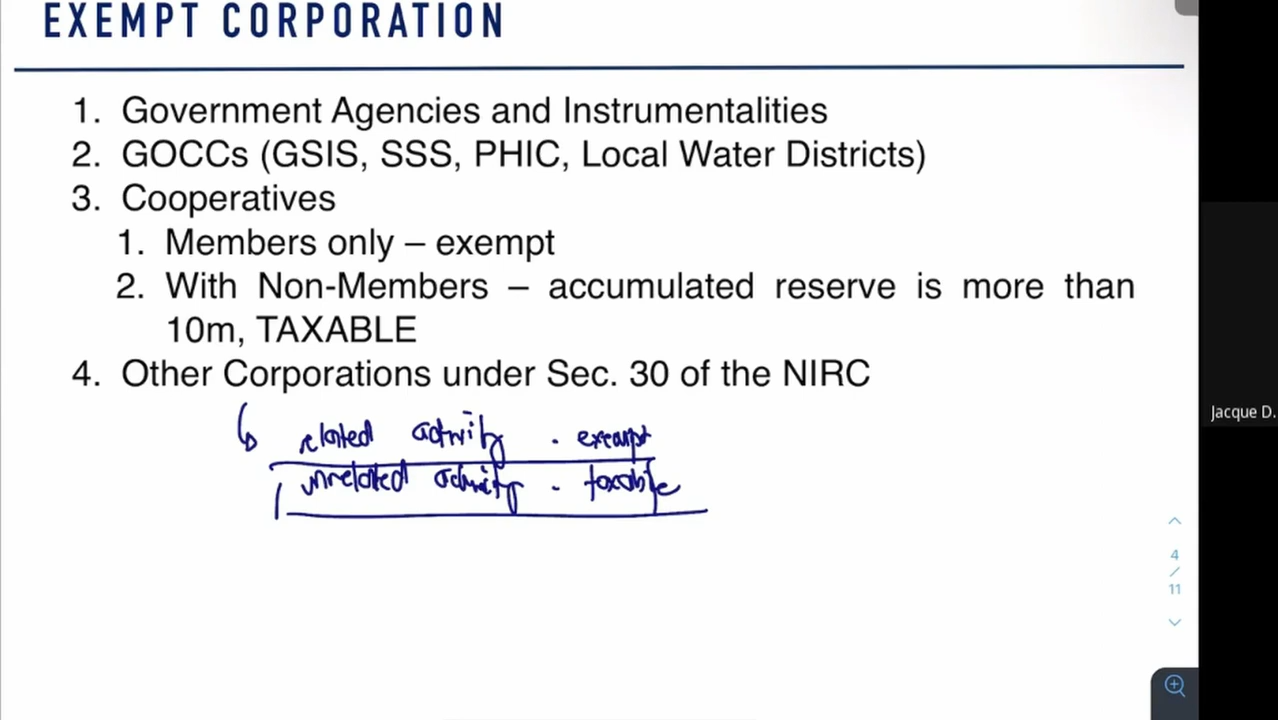 EXEMPT CORPORATION
1. Government Agencies and Instrumentalities
2. GOCCs (GSIS, SSS, PHIC, Local Water Districts)
3. Cooperatives
1. Members only – exempt
2. With Non-Members – accumulated reserve is more than
10m, TAXABLE
4. Other Corporations under Sec. 30 of the NIRC
related activity - exempt
unrelated activity - taxable
Jacque D.
4
/
11